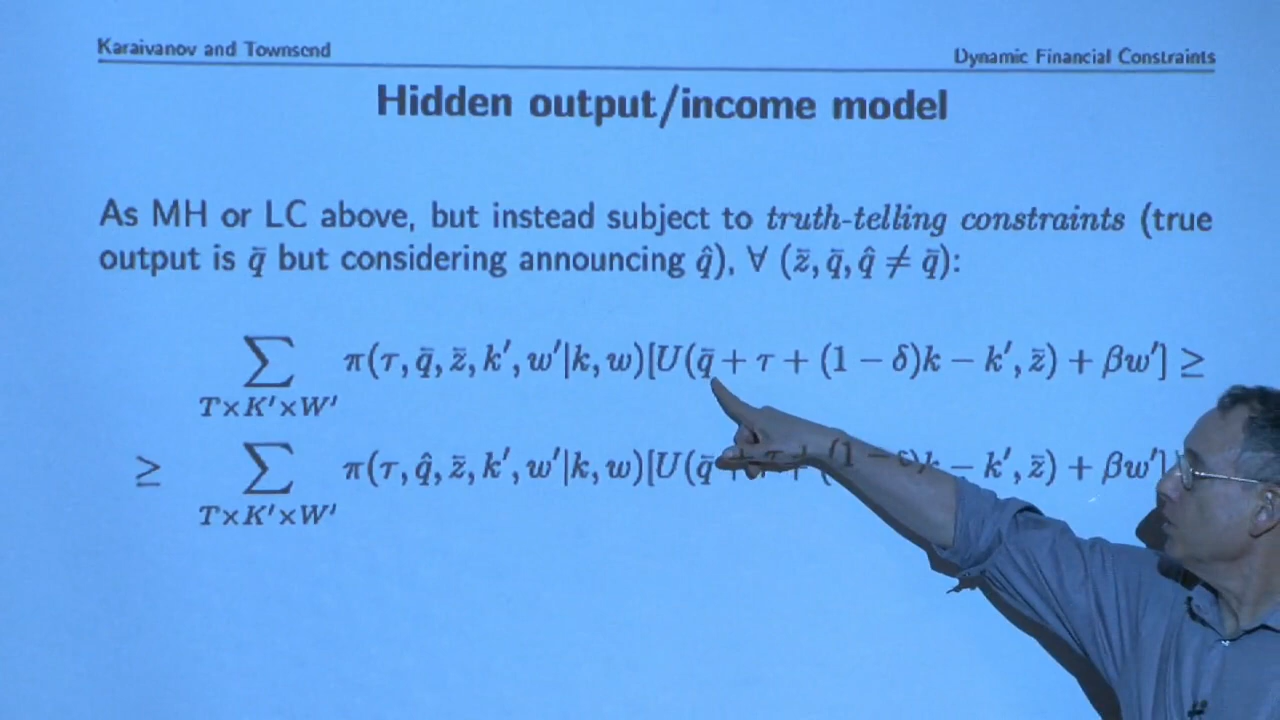 Karaivanov and Townsend
Dynamic Financial Constraints
Hidden output/income model
As MH or LC above, but instead subject to truth-telling constraints (true
output is q̄ but considering announcing q̂), ∀ (z̄, q̄, q̂ ≠ q̄):
∑ π(τ, q̄, z̄, k′, w′|k, w)[U(q̄ + τ + (1 − δ)k − k′, z̄) + βw′] ≥
T×K′×W′
≥ ∑ π(τ, q̂, z̄, k′, w′|k, w)[U(q̄ + τ + (1 − δ)k − k′, z̄) + βw′]
T×K′×W′